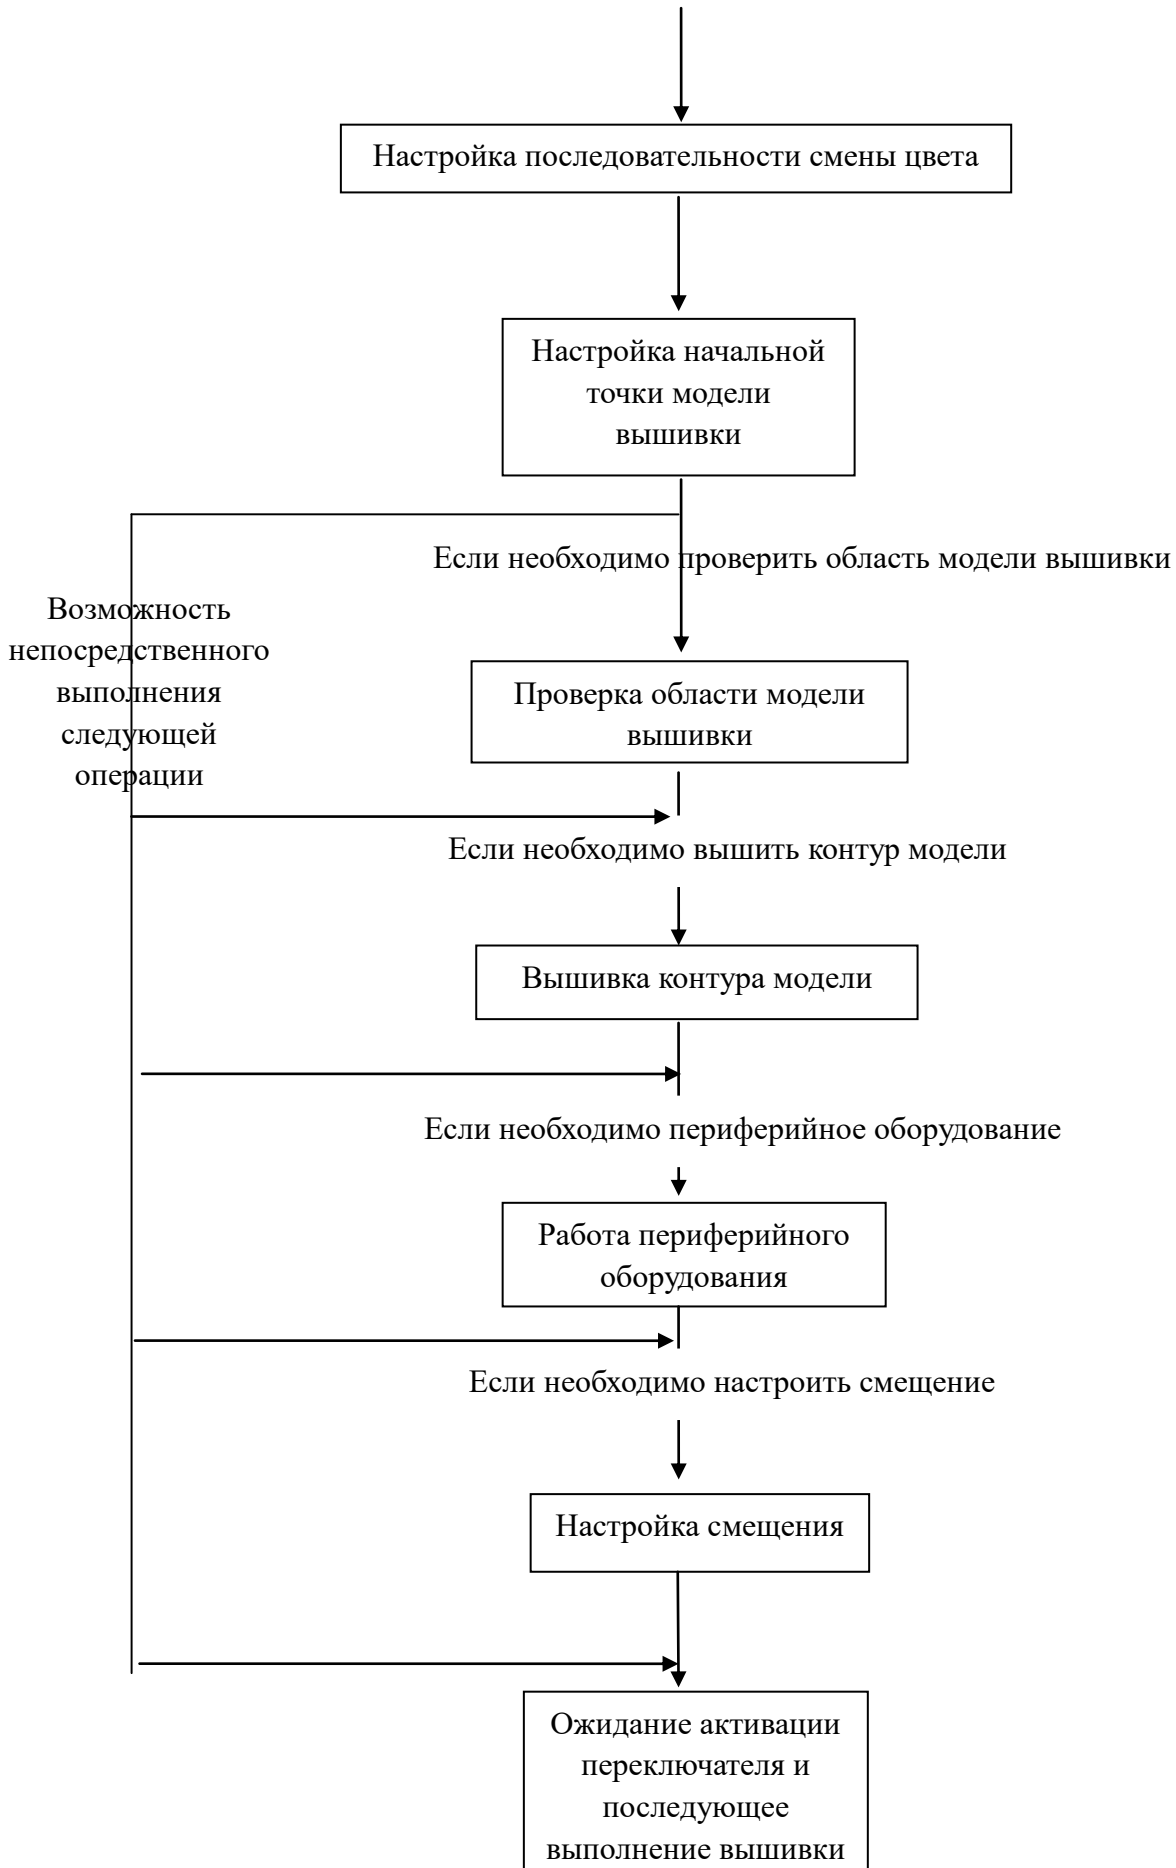 Настройка последовательности смены цвета
Настройка начальной
точки модели
вышивки
Если необходимо проверить область модели вышивки
Возможность
непосредственного
выполнения
следующей
операции
Проверка области модели
вышивки
Если необходимо вышить контур модели
Вышивка контура модели
Если необходимо периферийное оборудование
Работа периферийного
оборудования
Если необходимо настроить смещение
Настройка смещения
Ожидание активации
переключателя и
последующее
выполнение вышивки